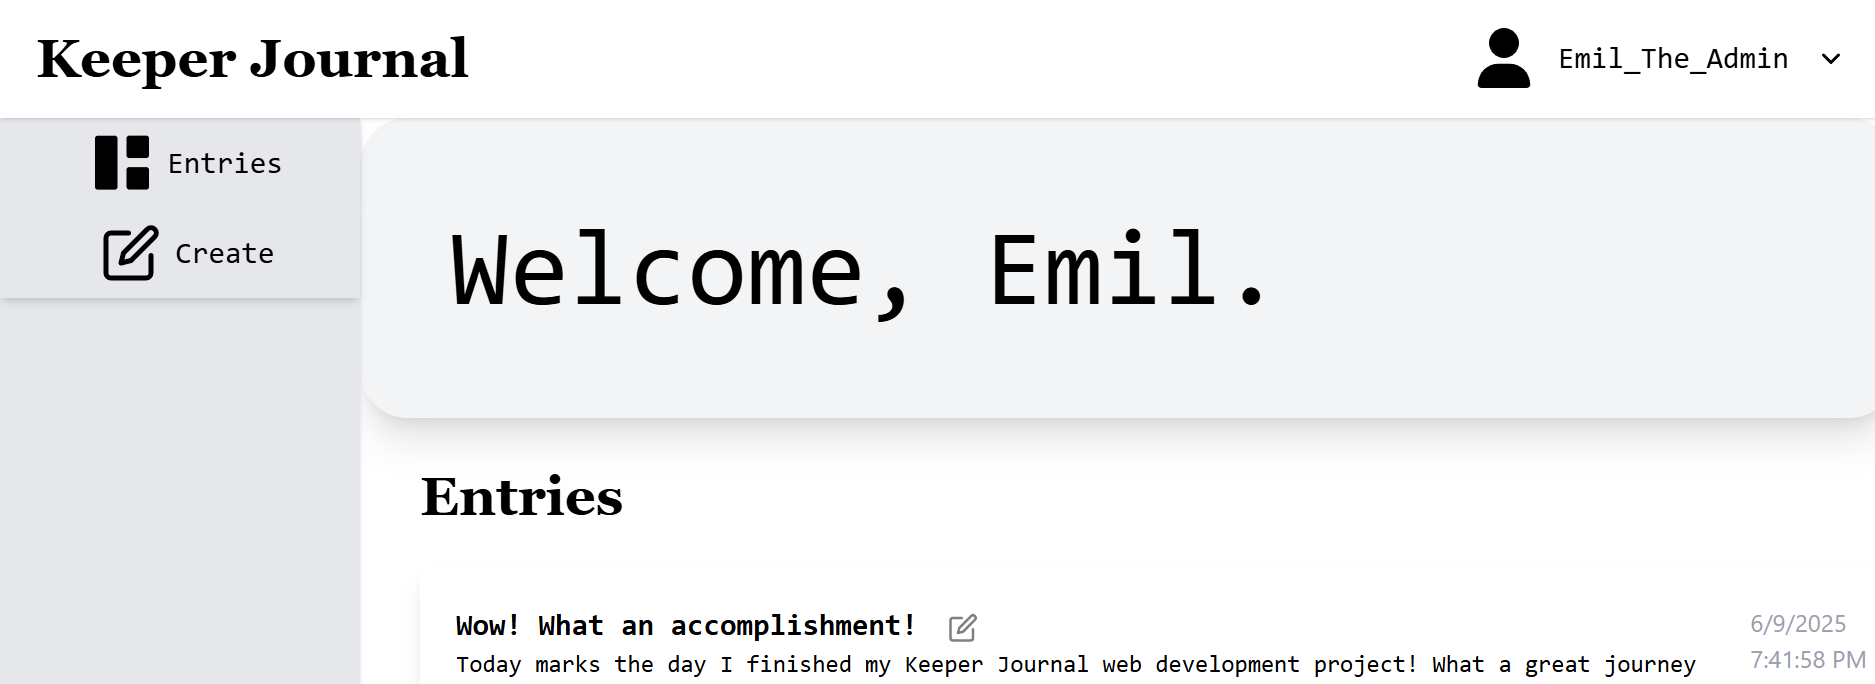 Keeper Journal
Emil_The_Admin
Entries
Create
Welcome, Emil.
Entries
Wow! What an accomplishment!
6/9/2025
Today marks the day I finished my Keeper Journal web development project! What a great journey
7:41:58 PM